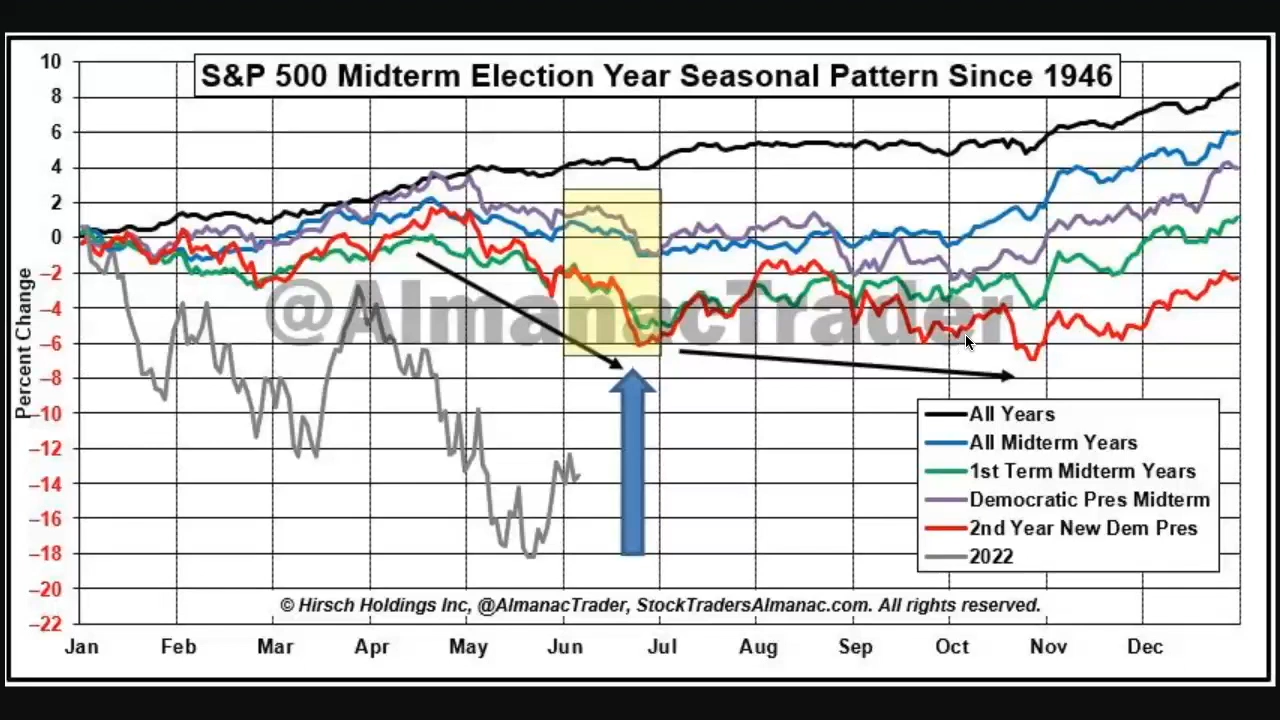 S&P 500 Midterm Election Year Seasonal Pattern Since 1946
Percent Change
10
8
6
4
2
0
−2
−4
−6
−8
−10
−12
−14
−16
−18
−20
−22
@AlmanacTrader
All Years
All Midterm Years
1st Term Midterm Years
Democratic Pres Midterm
2nd Year New Dem Pres
2022
© Hirsch Holdings Inc, @AlmanacTrader, StockTradersAlmanac.com. All rights reserved.
Jan Feb Mar Apr May Jun Jul Aug Sep Oct Nov Dec